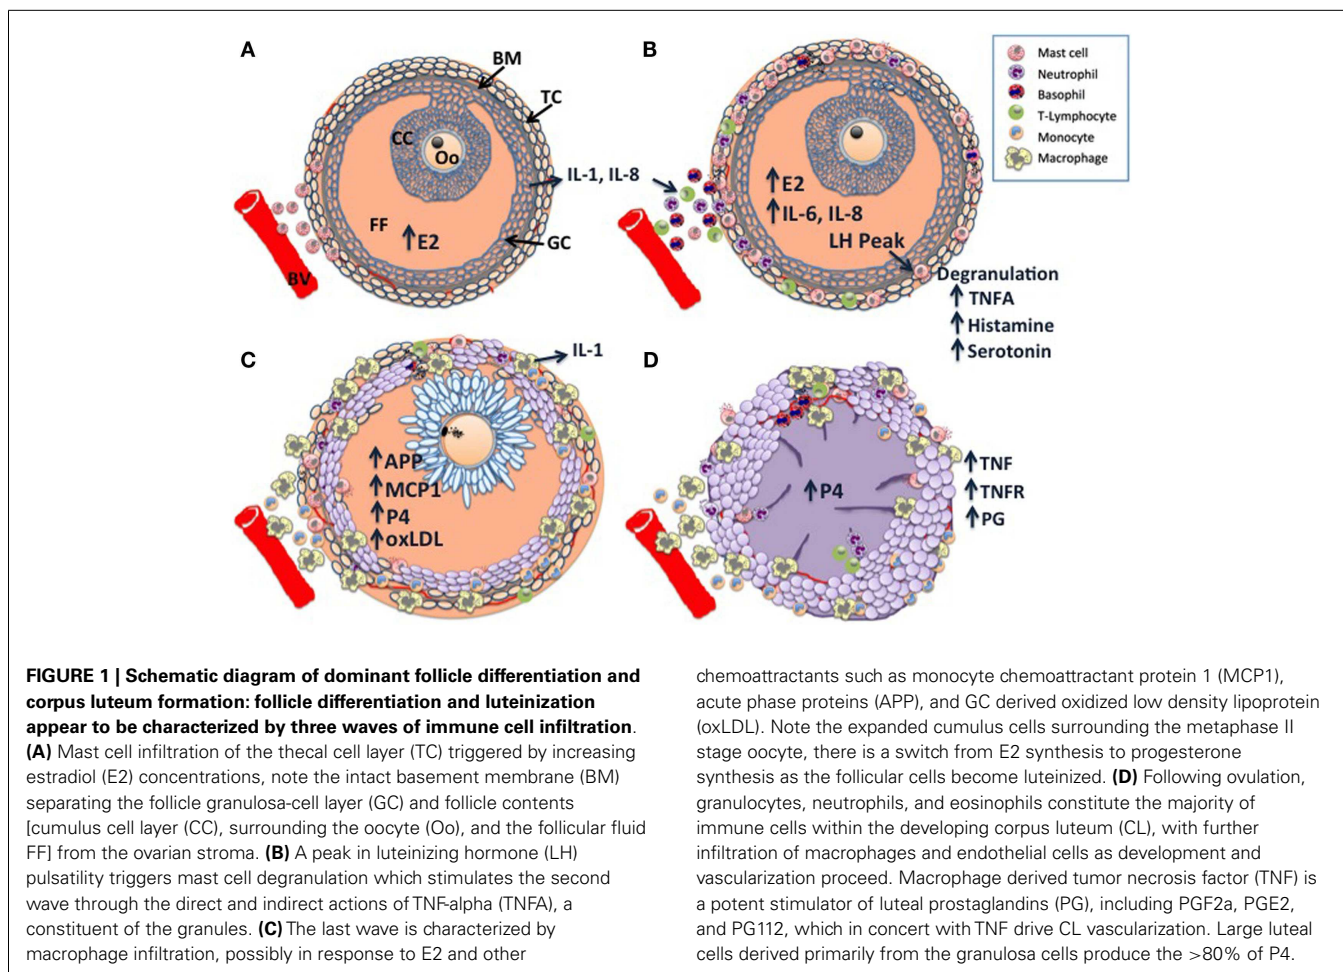 A
BM
TC
CC
Oo
IL-1, IL-8
FF
↑E2
GC
BV
B
↑E2
↑IL-6, IL-8
LH Peak
Degranulation
↑ TNFA
↑ Histamine
↑ Serotonin
Mast cell
Neutrophil
Basophil
T-Lymphocyte
Monocyte
Macrophage
C
IL-1
↑APP
↑MCP1
↑P4
↑oxLDL
D
↑P4
↑TNF
↑TNFR
↑PG
FIGURE 1 | Schematic diagram of dominant follicle differentiation and
corpus luteum formation: follicle differentiation and luteinization
appear to be characterized by three waves of immune cell infiltration.
(A) Mast cell infiltration of the thecal cell layer (TC) triggered by increasing
estradiol (E2) concentrations, note the intact basement membrane (BM)
separating the follicle granulosa-cell layer (GC) and follicle contents
[cumulus cell layer (CC), surrounding the oocyte (Oo), and the follicular fluid
FF] from the ovarian stroma. (B) A peak in luteinizing hormone (LH)
pulsatility triggers mast cell degranulation which stimulates the second
wave through the direct and indirect actions of TNF-alpha (TNFA), a
constituent of the granules. (C) The last wave is characterized by
macrophage infiltration, possibly in response to E2 and other
chemoattractants such as monocyte chemoattractant protein 1 (MCP1),
acute phase proteins (APP), and GC derived oxidized low density lipoprotein
(oxLDL). Note the expanded cumulus cells surrounding the metaphase II
stage oocyte, there is a switch from E2 synthesis to progesterone
synthesis as the follicular cells become luteinized. (D) Following ovulation,
granulocytes, neutrophils, and eosinophils constitute the majority of
immune cells within the developing corpus luteum (CL), with further
infiltration of macrophages and endothelial cells as development and
vascularization proceed. Macrophage derived tumor necrosis factor (TNF) is
a potent stimulator of luteal prostaglandins (PG), including PGF2a, PGE2,
and PG112, which in concert with TNF drive CL vascularization. Large luteal
cells derived primarily from the granulosa cells produce the >80% of P4.